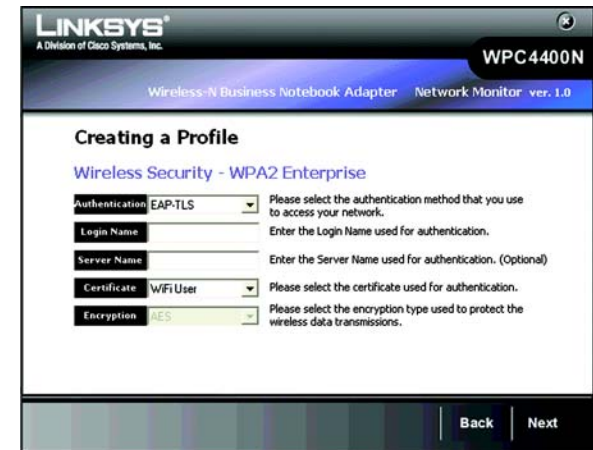 LINKSYS®
A Division of Cisco Systems, Inc.
WPC4400N
Wireless-N Business Notebook Adapter Network Monitor ver. 1.0
Creating a Profile
Wireless Security - WPA2 Enterprise
Authentication EAP-TLS Please select the authentication method that you use
to access your network.
Login Name Enter the Login Name used for authentication.
Server Name Enter the Server Name used for authentication. (Optional)
Certificate WiFi User Please select the certificate used for authentication.
Encryption AES Please select the encryption type used to protect the
wireless data transmissions.
Back Next